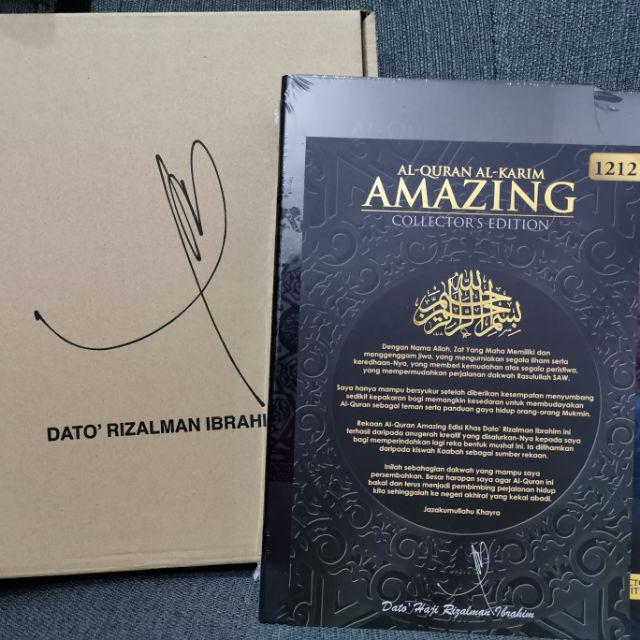 DATO' RIZALMAN IBRAHI
AL-QURAN AL-KARIM
AMAZING
COLLECTOR'S EDITION
1212
بسم الله الرحمن الرحيم
Dengan Nama Allah, Zat Yang Maha Memiliki dan
menggenggam jiwa, yang mengurniakan segala ilham serta
keredhaan-Nya, yang memberi kemudahan atas segala peristiwa,
yang mempermudahkan perjalanan dakwah Rasulullah SAW.
Saya hanya mampu bersyukur setelah diberikan kesempatan menyumbang
sedikit kepakaran bagi memangkin kesedaran untuk membudayakan
Al-Quran sebagai teman serta panduan gaya hidup orang-orang Mukmin.
Rekaan Al-Quran Amazing Edisi Khas Dato' Rizalman Ibrahim ini
terhasil daripada anugerah kreatif yang disalurkan-Nya kepada saya
bagi memperindahkan lagi reka bentuk mushaf ini. Ia diilhamkan
daripada kiswah Kaabah sebagai sumber rekaan.
Inilah sebahagian dakwah yang mampu saya
persembahkan. Besar harapan saya agar Al-Quran ini
bakal dan terus menjadi pembimbing perjalanan hidup
kita sehinggalah ke negeri akhirat yang kekal abadi.
Jazakumullahu Khayro
Dato' Haji Rizalman Ibrahim